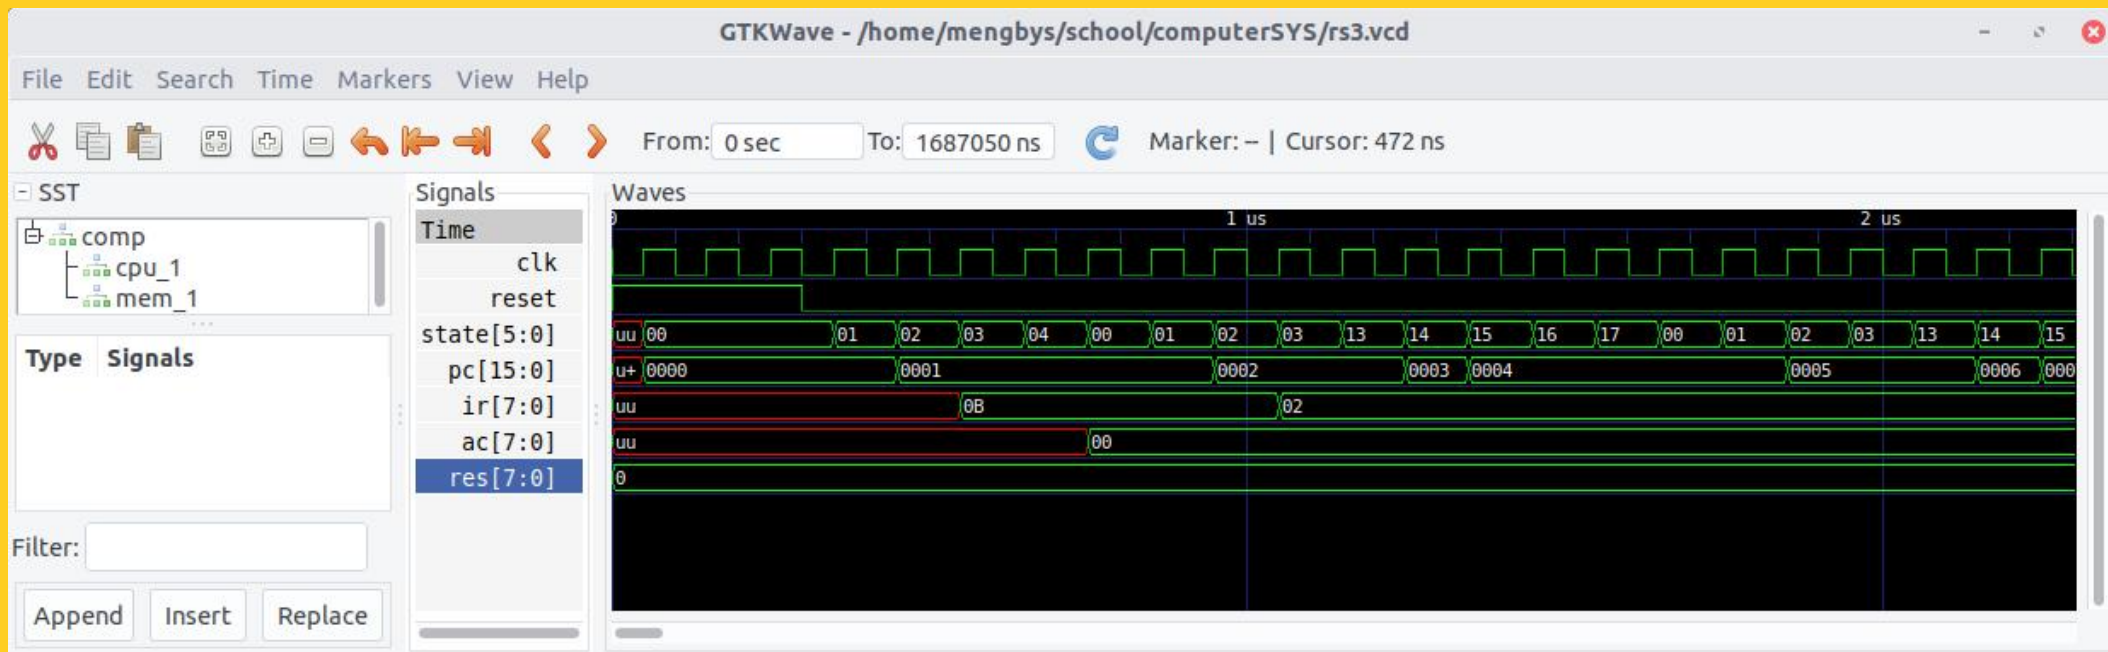 GTKWave - /home/mengbys/school/computerSYS/rs3.vcd
File Edit Search Time Markers View Help
From: 0 sec To: 1687050 ns Marker: -- | Cursor: 472 ns
SST
comp
cpu_1
mem_1
Type Signals
Filter:
Append Insert Replace
Signals
Time
clk
reset
state[5:0]
pc[15:0]
ir[7:0]
ac[7:0]
res[7:0]
Waves
0 1 us 2 us
uu 00 01 02 03 04 00 01 02 03 13 14 15 16 17 00 01 02 03 13 14 15
u+ 0000 0001 0002 0003 0004 0005 0006 000
uu 0B 02
uu 00
0